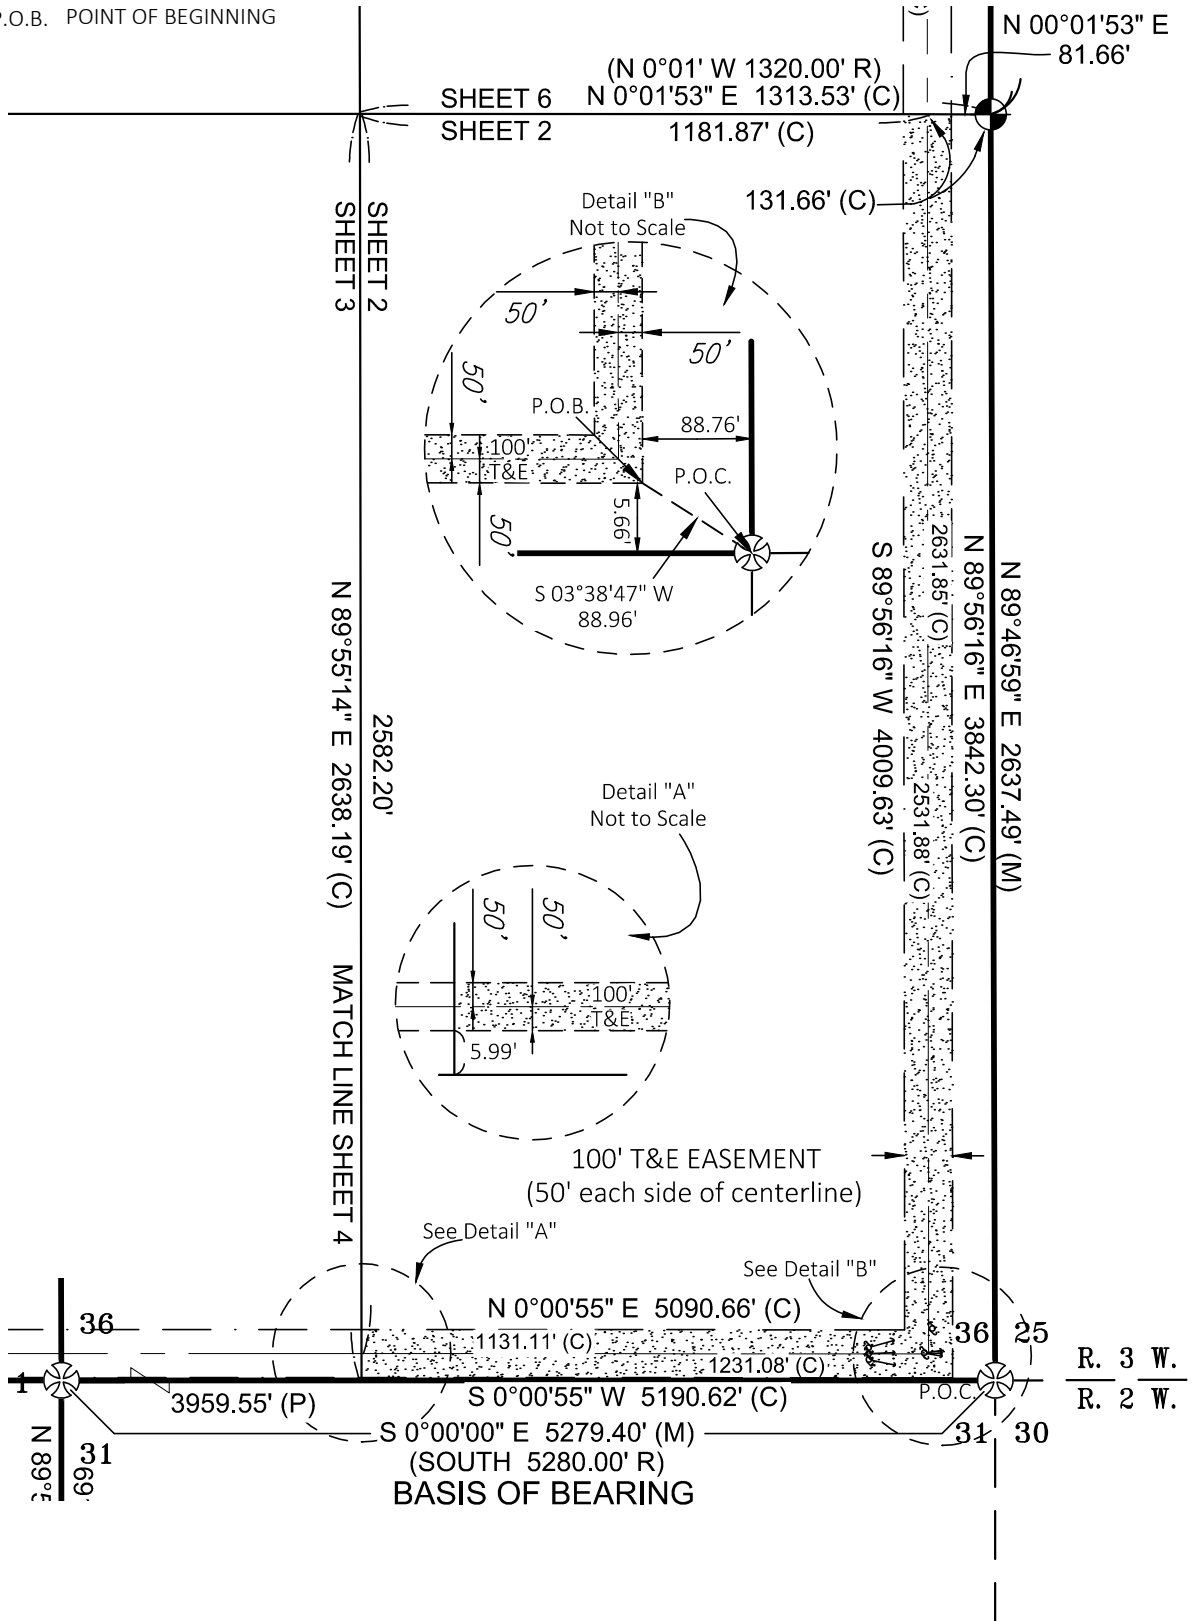 P.O.B. POINT OF BEGINNING
N 00°01'53" E
81.66'
(N 0°01' W 1320.00' R)
SHEET 6 N 0°01'53" E 1313.53' (C)
SHEET 2 1181.87' (C)
131.66' (C)
SHEET 2
SHEET 3
Detail "B"
Not to Scale
50'
50'
50'
P.O.B.
88.76'
100'
T&E
P.O.C.
50'
5.66'
S 03°38'47" W
88.96'
N 89°46'59" E 2637.49' (M)
N 89°56'16" E 3842.30' (C)
2631.85' (C)
2531.88' (C)
S 89°56'16" W 4009.63' (C)
2582.20'
N 89°55'14" E 2638.19' (C) MATCH LINE SHEET 4
Detail "A"
Not to Scale
50'
50'
100'
T&E
5.99'
100' T&E EASEMENT
(50' each side of centerline)
See Detail "A"
See Detail "B"
N 0°00'55" E 5090.66' (C)
36
1131.11' (C)
36 25
1231.08' (C)
R. 3 W.
R. 2 W.
1
3959.55' (P)
S 0°00'55" W 5190.62' (C)
P.O.C.
S 0°00'00" E 5279.40' (M)
31 30
31
(SOUTH 5280.00' R)
BASIS OF BEARING
N 89°5
69.